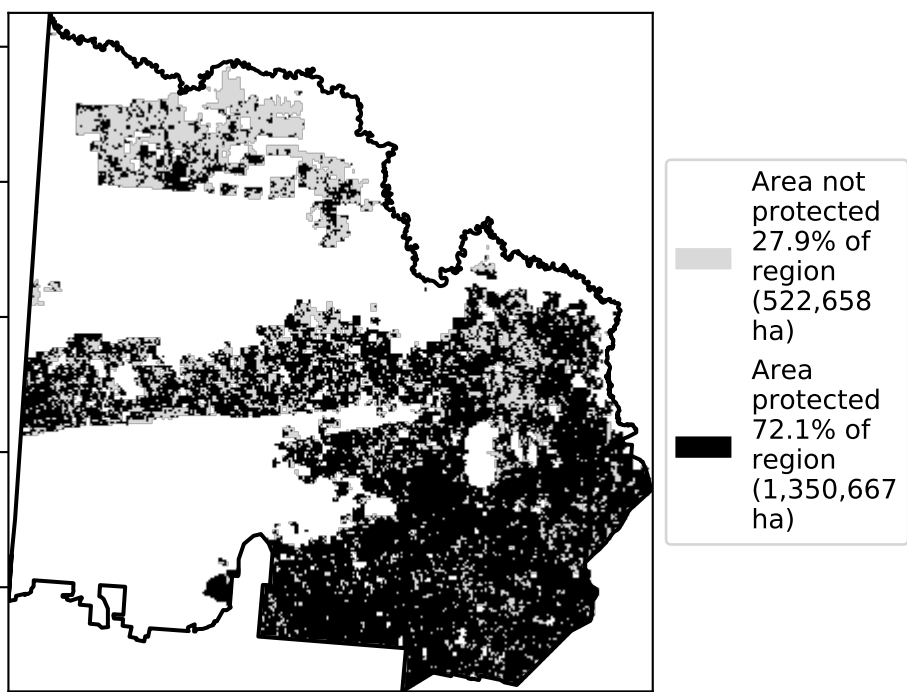 Area not
protected
27.9% of
region
(522,658
ha)
Area
protected
72.1% of
region
(1,350,667
ha)